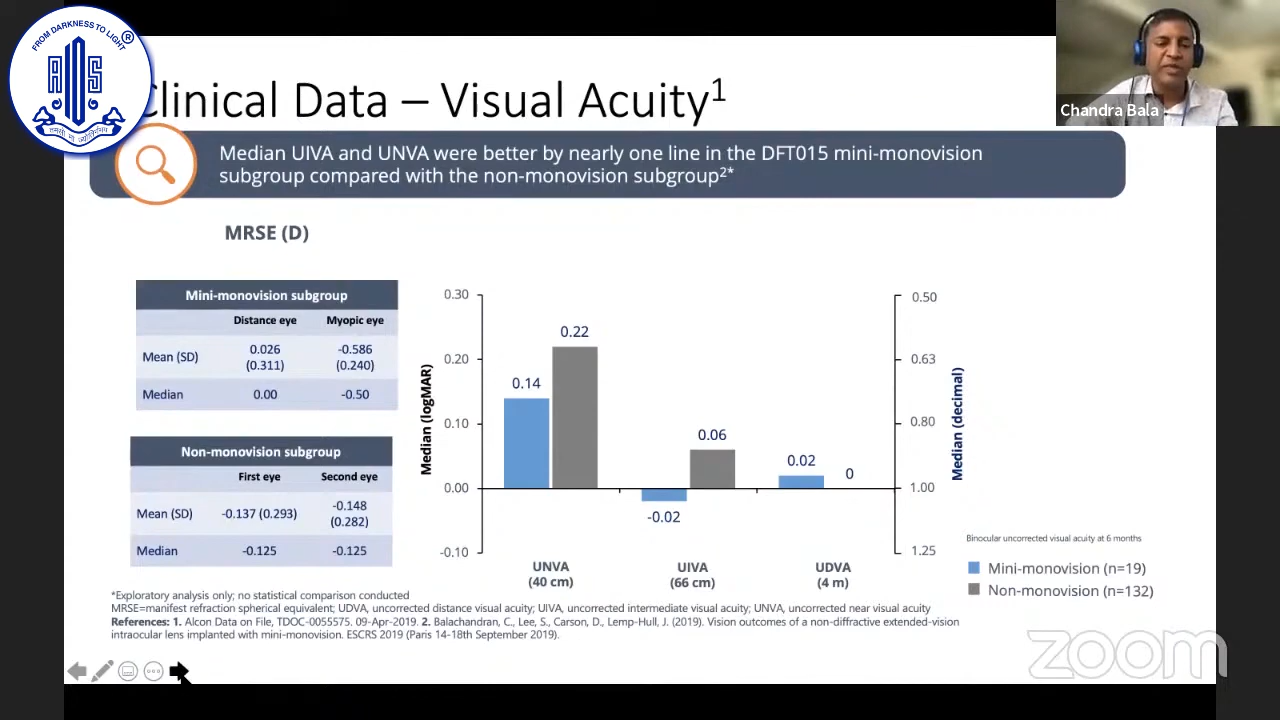 FROM DARKNESS TO LIGHT
®
AIOS
Clinical Data – Visual Acuity1
Chandra Bala
Median UIVA and UNVA were better by nearly one line in the DFT015 mini-monovision
subgroup compared with the non-monovision subgroup2*
MRSE (D)
Mini-monovision subgroup
Distance eye Myopic eye
Mean (SD) 0.026 (0.311) -0.586 (0.240)
Median 0.00 -0.50
Non-monovision subgroup
First eye Second eye
Mean (SD) -0.137 (0.293) -0.148 (0.282)
Median -0.125 -0.125
Median (logMAR)
0.30
0.20
0.10
0.00
-0.10
0.14
0.22
-0.02
0.06
0.02
0
UNVA
(40 cm)
UIVA
(66 cm)
UDVA
(4 m)
0.50
0.63
0.80
1.00
1.25
Median (decimal)
Binocular uncorrected visual acuity at 6 months
Mini-monovision (n=19)
Non-monovision (n=132)
*Exploratory analysis only; no statistical comparison conducted
MRSE=manifest refraction spherical equivalent; UDVA, uncorrected distance visual acuity; UIVA, uncorrected intermediate visual acuity; UNVA, uncorrected near visual acuity
References: 1. Alcon Data on File, TDOC-0055575. 09-Apr-2019. 2. Balachandran, C., Lee, S., Carson, D., Lemp-Hull, J. (2019). Vision outcomes of a non-diffractive extended-vision
intraocular lens implanted with mini-monovision. ESCRS 2019 (Paris 14-18th September 2019).
zoom